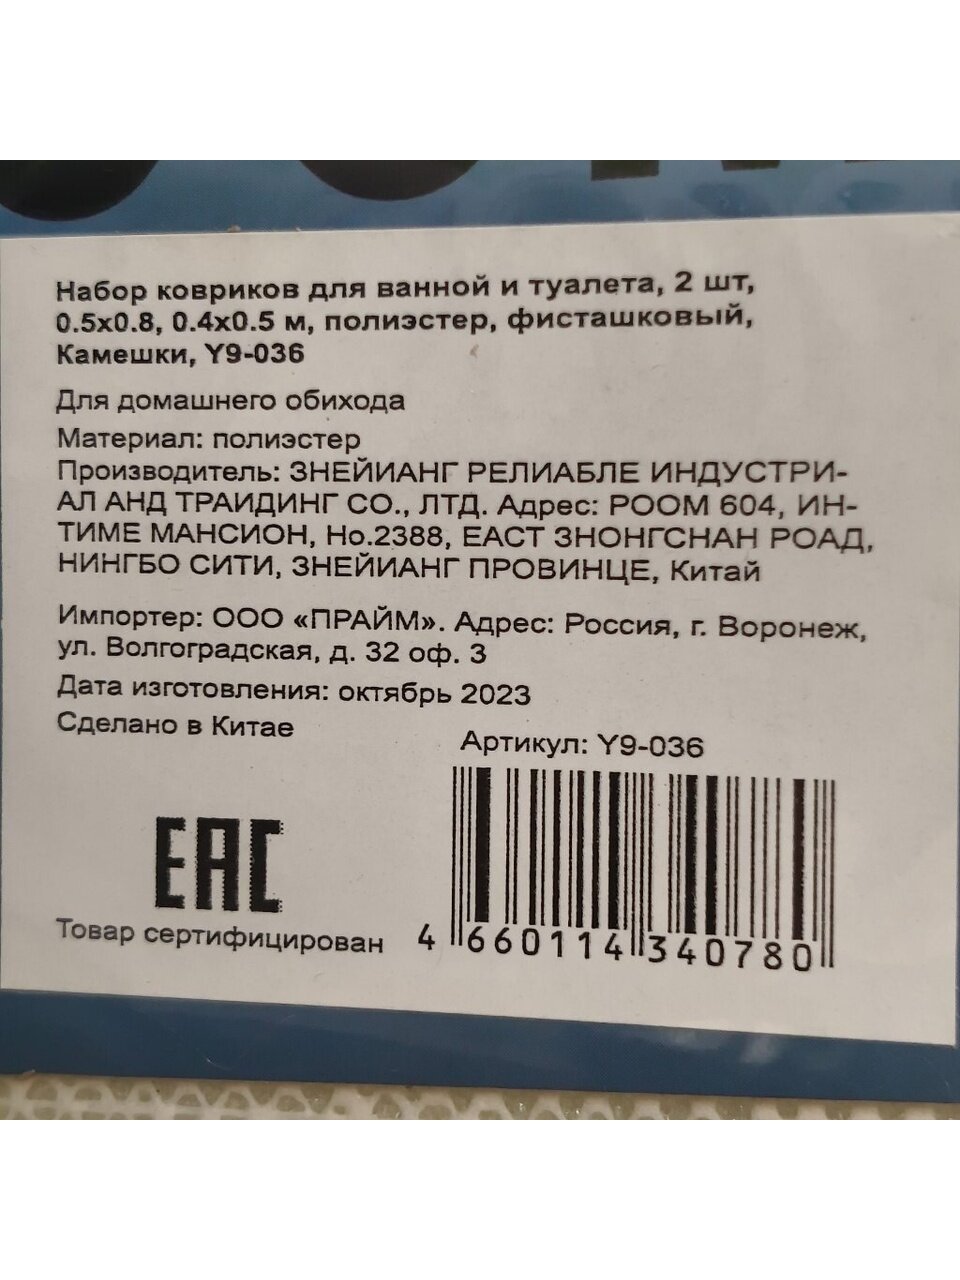 Набор ковриков для ванной и туалета, 2 шт,
0.5х0.8, 0.4х0.5 м, полиэстер, фисташковый,
Камешки, Y9-036
Для домашнего обихода
Материал: полиэстер
Производитель: ЗНЕЙИАНГ РЕЛИАБЛЕ ИНДУСТРИ-
АЛ АНД ТРАИДИНГ СО., ЛТД. Адрес: РООМ 604, ИН-
ТИМЕ МАНСИОН, Но.2388, ЕАСТ ЗНОНГСНАН РОАД,
НИНГБО СИТИ, ЗНЕЙИАНГ ПРОВИНЦЕ, Китай
Импортер: ООО «ПРАЙМ». Адрес: Россия, г. Воронеж,
ул. Волгоградская, д. 32 оф. 3
Дата изготовления: октябрь 2023
Сделано в Китае
Артикул: Y9-036
ЕАС
Товар сертифицирован
4 660114 340780